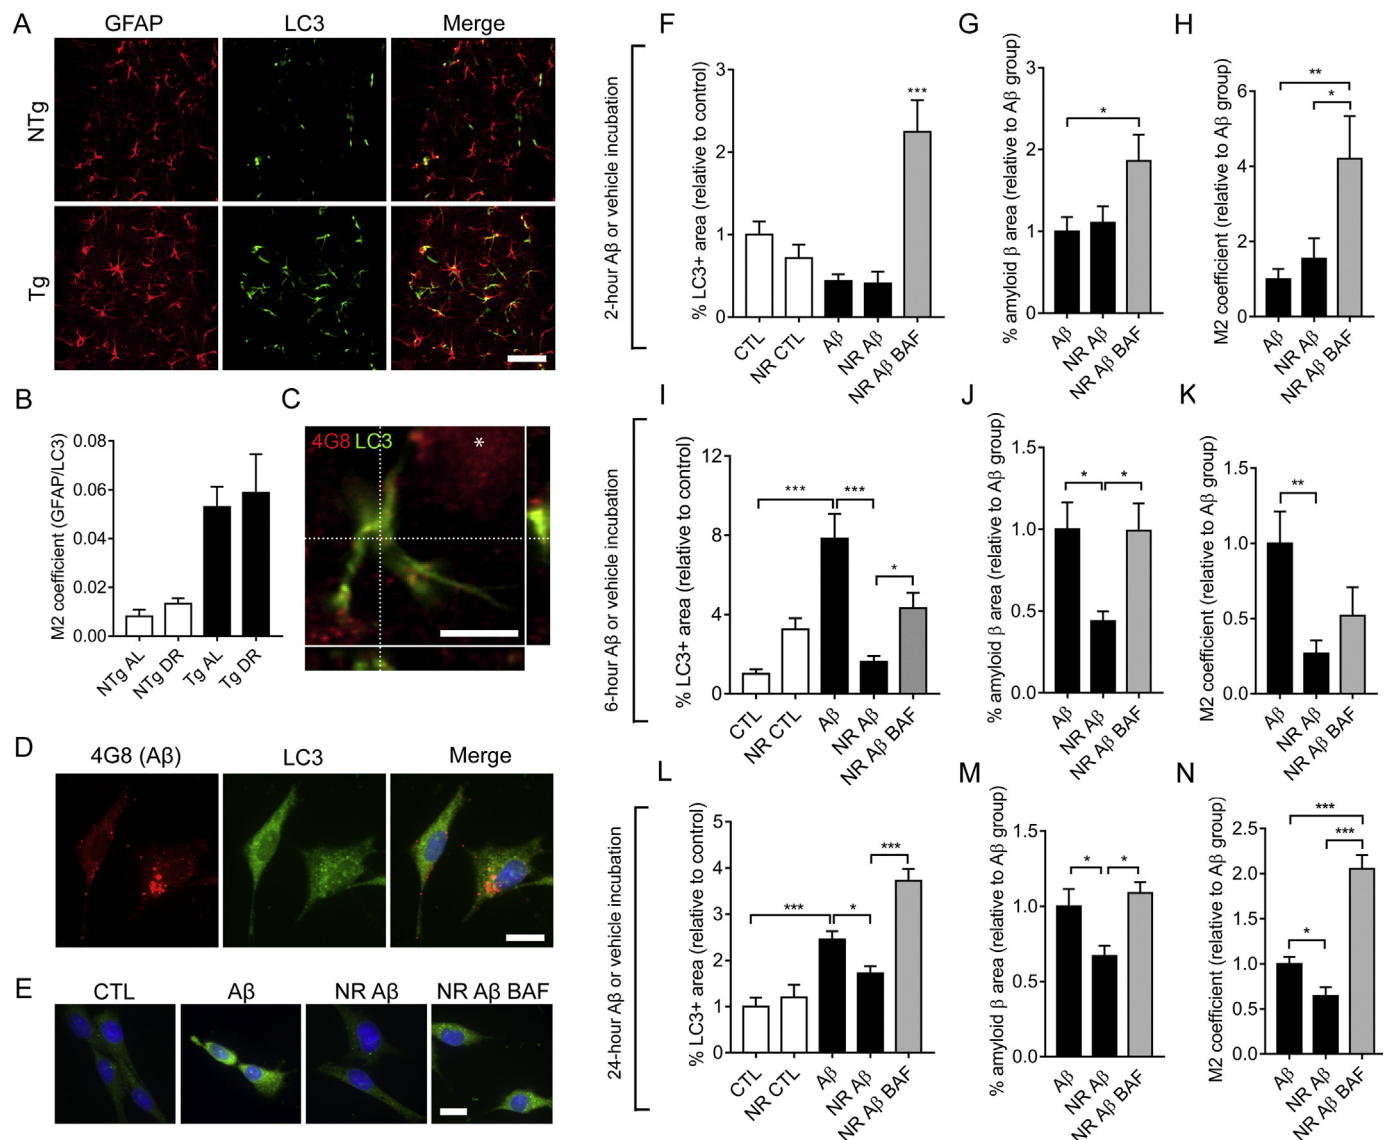 A
GFAP
LC3
Merge
NTg
Tg
B
M2 coefficient (GFAP/LC3)
0.08
0.06
0.04
0.02
0.00
NTg AL
NTg DR
Tg AL
Tg DR
C
4G8 LC3
*
D
4G8 (Aβ)
LC3
Merge
E
CTL
Aβ
NR Aβ
NR Aβ BAF
2-hour Aβ or vehicle incubation
F
% LC3+ area (relative to control)
3
2
1
0
***
CTL
NR CTL
Aβ
NR Aβ
NR Aβ BAF
G
% amyloid β area (relative to Aβ group)
3
2
1
0
*
Aβ
NR Aβ
NR Aβ BAF
H
M2 coefficient (relative to Aβ group)
6
4
2
0
**
*
Aβ
NR Aβ
NR Aβ BAF
6-hour Aβ or vehicle incubation
I
% LC3+ area (relative to control)
12
8
4
0
***
***
*
CTL
NR CTL
Aβ
NR Aβ
NR Aβ BAF
J
% amyloid β area (relative to Aβ group)
1.5
1.0
0.5
0.0
*
*
Aβ
NR Aβ
NR Aβ BAF
K
M2 coefficient (relative to Aβ group)
1.5
1.0
0.5
0.0
**
Aβ
NR Aβ
NR Aβ BAF
24-hour Aβ or vehicle incubation
L
% LC3+ area (relative to control)
5
4
3
2
1
0
***
*
***
CTL
NR CTL
Aβ
NR Aβ
NR Aβ BAF
M
% amyloid β area (relative to Aβ group)
1.5
1.0
0.5
0.0
*
*
Aβ
NR Aβ
NR Aβ BAF
N
M2 coefficient (relative to Aβ group)
2.5
2.0
1.5
1.0
0.5
0.0
***
***
*
Aβ
NR Aβ
NR Aβ BAF